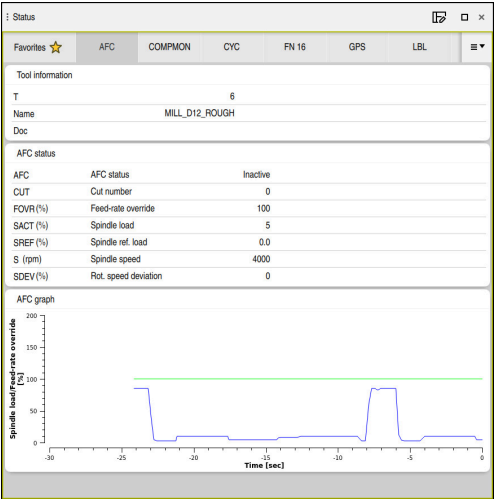 Status
Favorites AFC COMPMON CYC FN 16 GPS LBL
Tool information
T 6
Name MILL_D12_ROUGH
Doc
AFC status
AFC AFC status Inactive
CUT Cut number 0
FOVR (%) Feed-rate override 100
SACT (%) Spindle load 5
SREF (%) Spindle ref. load 0.0
S (rpm) Spindle speed 4000
SDEV (%) Rot. speed deviation 0
AFC graph
Spindle load/Feed-rate override
[%]
200
150
100
50
0
-30 -25 -20 -15 -10 -5 0
Time [sec]